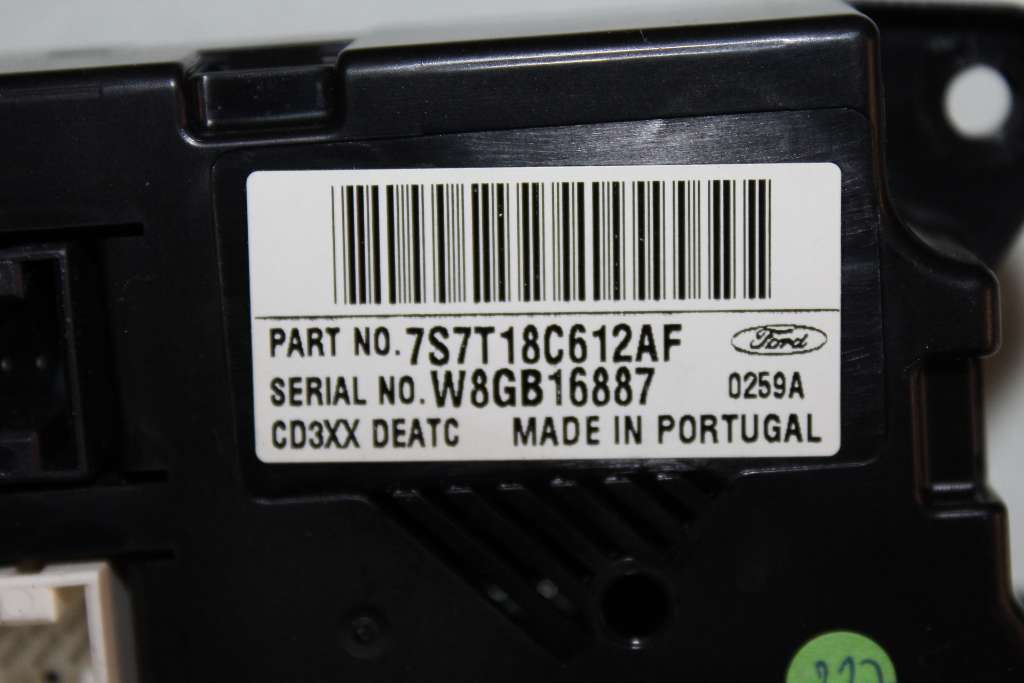 PART NO. 7S7T18C612AF Ford
SERIAL NO. W8GB16887 0259A
CD3XX DEATC MADE IN PORTUGAL